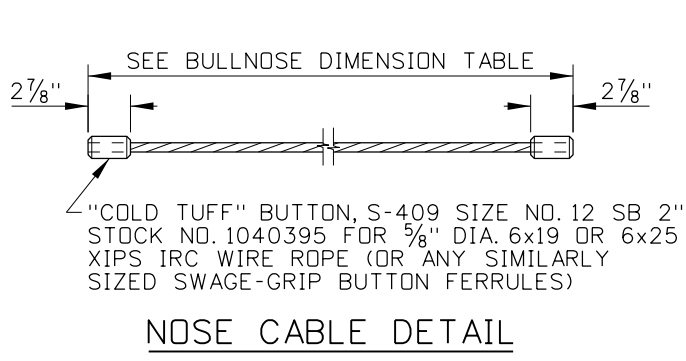 SEE BULLNOSE DIMENSION TABLE
2⅞" 2⅞"
"COLD TUFF" BUTTON, S-409 SIZE NO. 12 SB 2"
STOCK NO. 1040395 FOR ⅝" DIA. 6x19 OR 6x25
XIPS IRC WIRE ROPE (OR ANY SIMILARLY
SIZED SWAGE-GRIP BUTTON FERRULES)
NOSE CABLE DETAIL